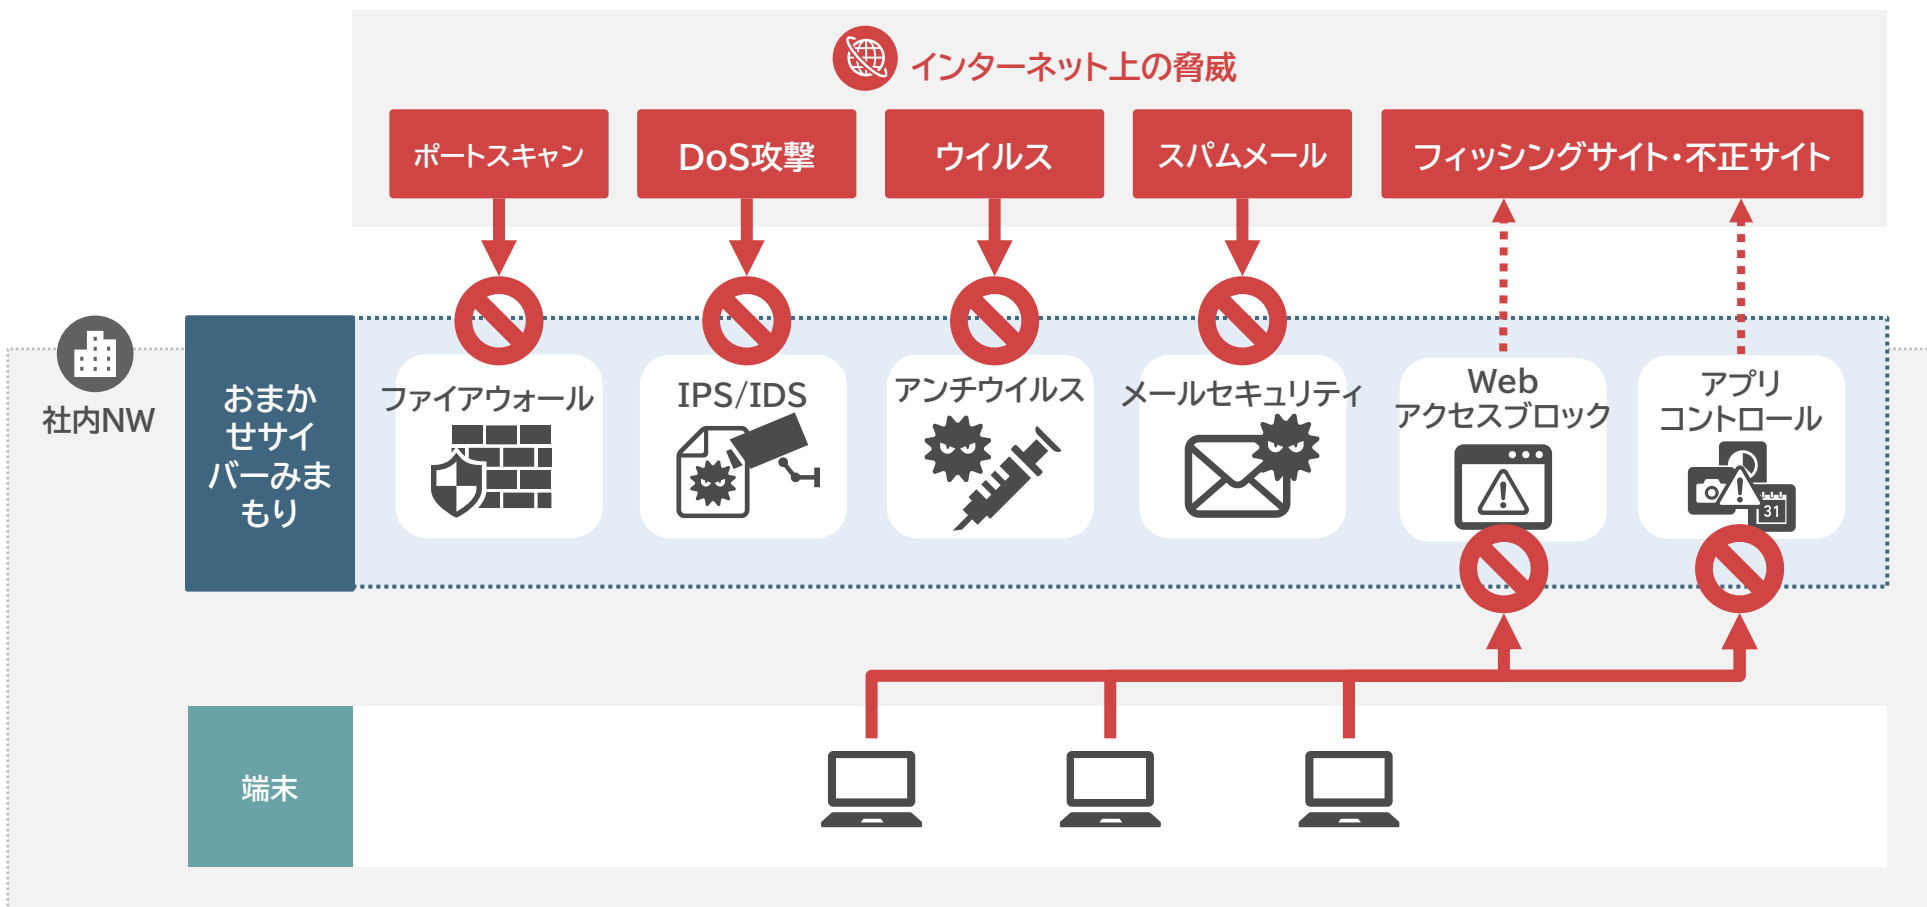 インターネット上の脅威
ポートスキャン
DoS攻撃
ウイルス
スパムメール
フィッシングサイト・不正サイト
社内NW
おまか
せサイ
バーみま
もり
ファイアウォール
IPS/IDS
アンチウイルス
メールセキュリティ
Web
アクセスブロック
アプリ
コントロール
31
端末